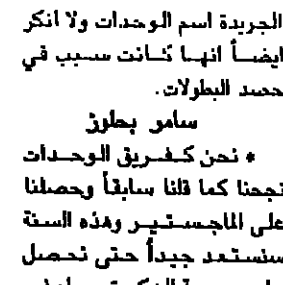 الجريدة اسم الوحدات ولا انكر
ايضاً انها كانت سبب في
حصد البطولات.
سامر بحلوز
* نحن كفريق الوحدات
نجحنا كما قلنا سابقاً وحصلنا
على الماجستير وهذه السنة
سنستعد جيداً حتى نحصل